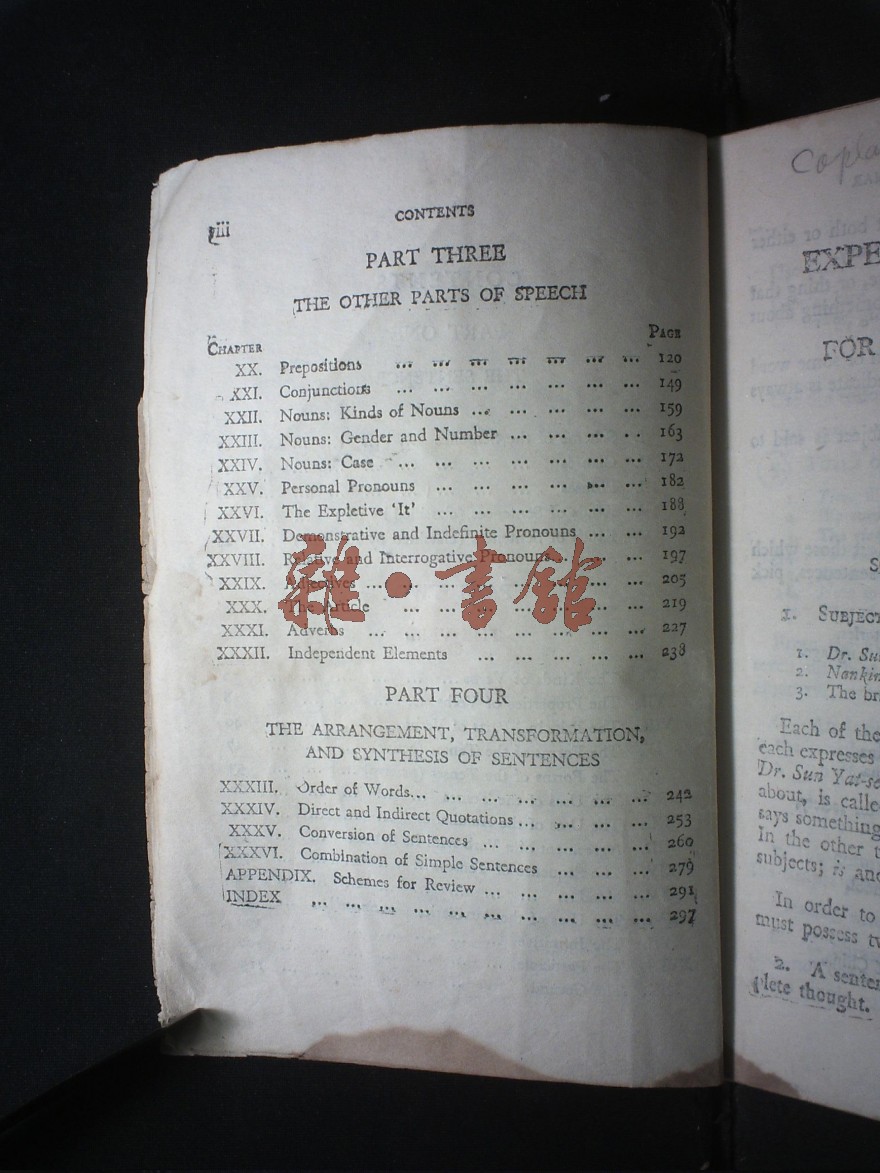 viii
CONTENTS
PART THREE
THE OTHER PARTS OF SPEECH
CHAPTER PAGE
XX. Prepositions ... ... ... ... ... ... ... 120
XXI. Conjunctions ... ... ... ... ... ... ... 149
XXII. Nouns: Kinds of Nouns ... ... ... ... ... 159
XXIII. Nouns: Gender and Number ... ... ... . . 163
XXIV. Nouns: Case ... ... ... ... ... ... ... 172
XXV. Personal Pronouns ... ... ... ... ... ... 182
XXVI. The Expletive 'It' ... ... ... ... ... ... 188
XXVII. Demonstrative and Indefinite Pronouns ... ... 192
XXVIII. Relative and Interrogative Pronouns ... ... 197
XXIX. Adjectives ... ... ... ... ... ... ... ... 205
XXX. The Article ... ... ... ... ... ... ... 219
XXXI. Adverbs ... ... ... ... ... ... ... ... 227
XXXII. Independent Elements ... ... ... ... ... 238
雜·書館
PART FOUR
THE ARRANGEMENT, TRANSFORMATION,
AND SYNTHESIS OF SENTENCES
XXXIII. Order of Words... ... ... ... ... ... ... 242
XXXIV. Direct and Indirect Quotations ... ... ... ... 253
XXXV. Conversion of Sentences ... ... ... ... ... 260
XXXVI. Combination of Simple Sentences ... ... ... 279
APPENDIX. Schemes for Review ... ... ... ... ... 291
INDEX ... ... ... ... ... ... ... ... ... ... 297
EXPE
FOR
S
1. SUBJECT
1. Dr. Su
2. Nankin
3. The br
Each of the
each expresses
Dr. Sun Yat-se
about, is calle
says something
In the other t
subjects; is and
In order to
must possess tw
2. A senten
plete thought.